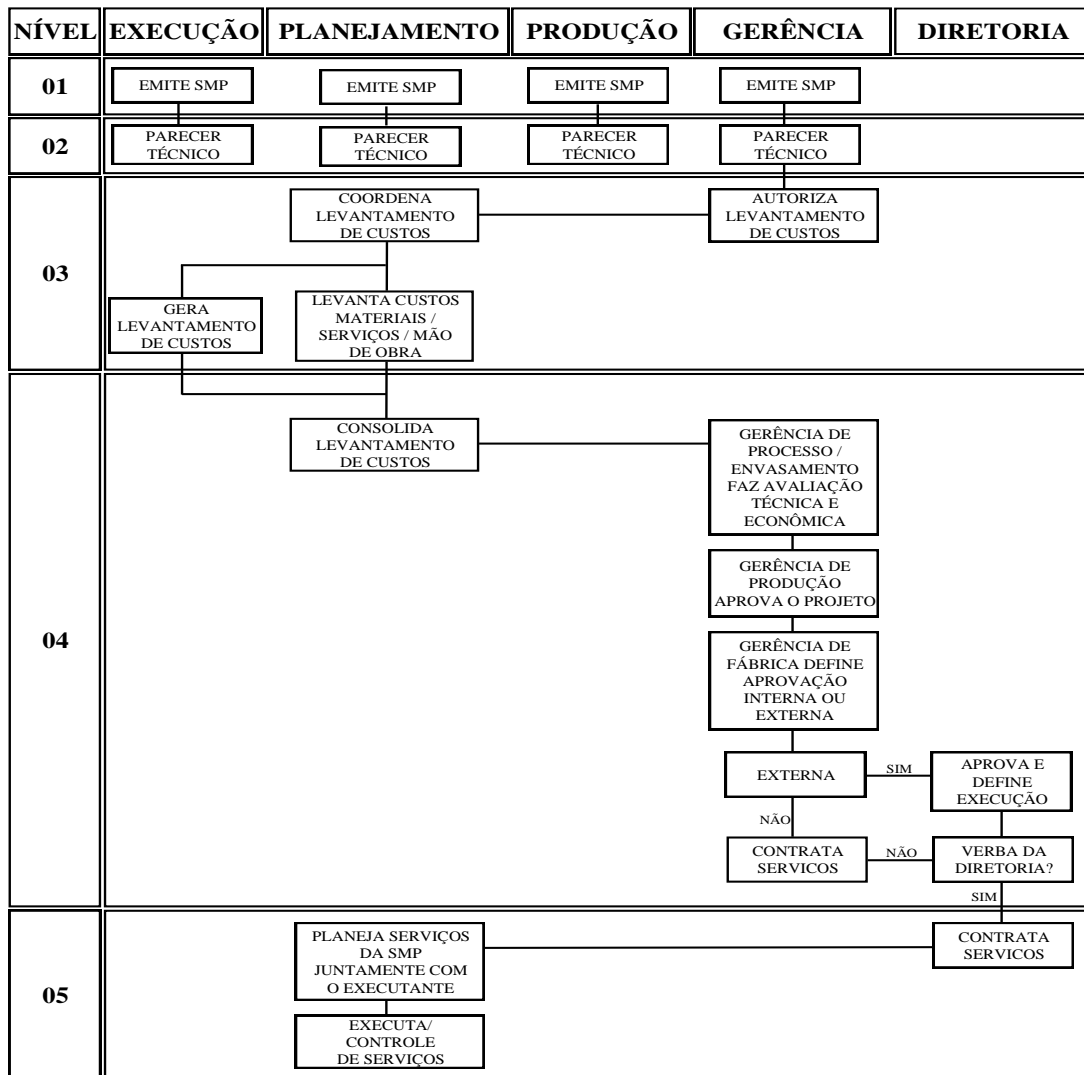 NÍVEL EXECUÇÃO PLANEJAMENTO PRODUÇÃO GERÊNCIA DIRETORIA
01
EMITE SMP
EMITE SMP
EMITE SMP
EMITE SMP
02
PARECER
TÉCNICO
PARECER
TÉCNICO
PARECER
TÉCNICO
PARECER
TÉCNICO
03
COORDENA
LEVANTAMENTO
DE CUSTOS
AUTORIZA
LEVANTAMENTO
DE CUSTOS
GERA
LEVANTAMENTO
DE CUSTOS
LEVANTA CUSTOS
MATERIAIS /
SERVIÇOS / MÃO
DE OBRA
04
CONSOLIDA
LEVANTAMENTO
DE CUSTOS
GERÊNCIA DE
PROCESSO /
ENVASAMENTO
FAZ AVALIAÇÃO
TÉCNICA E
ECONÔMICA
GERÊNCIA DE
PRODUÇÃO
APROVA O PROJETO
GERÊNCIA DE
FÁBRICA DEFINE
APROVAÇÃO
INTERNA OU
EXTERNA
EXTERNA
SIM
APROVA E
DEFINE
EXECUÇÃO
NÃO
CONTRATA
SERVICOS
NÃO
VERBA DA
DIRETORIA?
SIM
05
PLANEJA SERVIÇOS
DA SMP
JUNTAMENTE COM
O EXECUTANTE
CONTRATA
SERVICOS
EXECUTA/
CONTROLE
DE SERVIÇOS